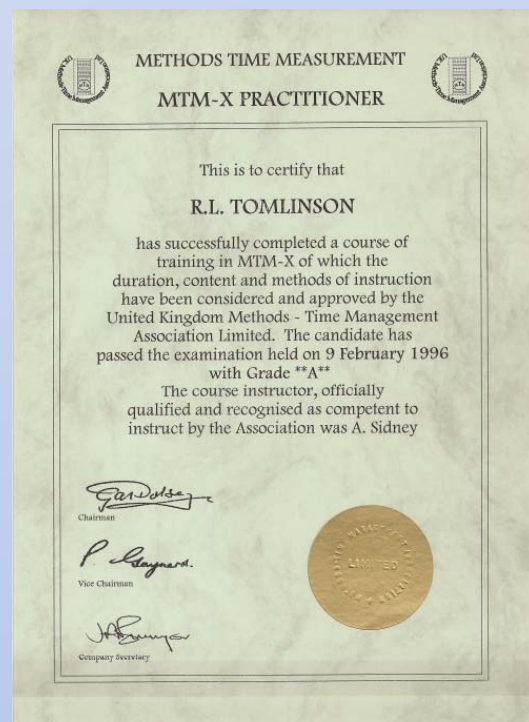 METHODS TIME MEASUREMENT
MTM-X PRACTITIONER
This is to certify that
R.L. TOMLINSON
has successfully completed a course of
training in MTM-X of which the
duration, content and methods of instruction
have been considered and approved by the
United Kingdom Methods - Time Management
Association Limited. The candidate has
passed the examination held on 9 February 1996
with Grade **A**
The course instructor, officially
qualified and recognised as competent to
instruct by the Association was A. Sidney
Chairman
Vice Chairman
Company Secretary
LIMITED